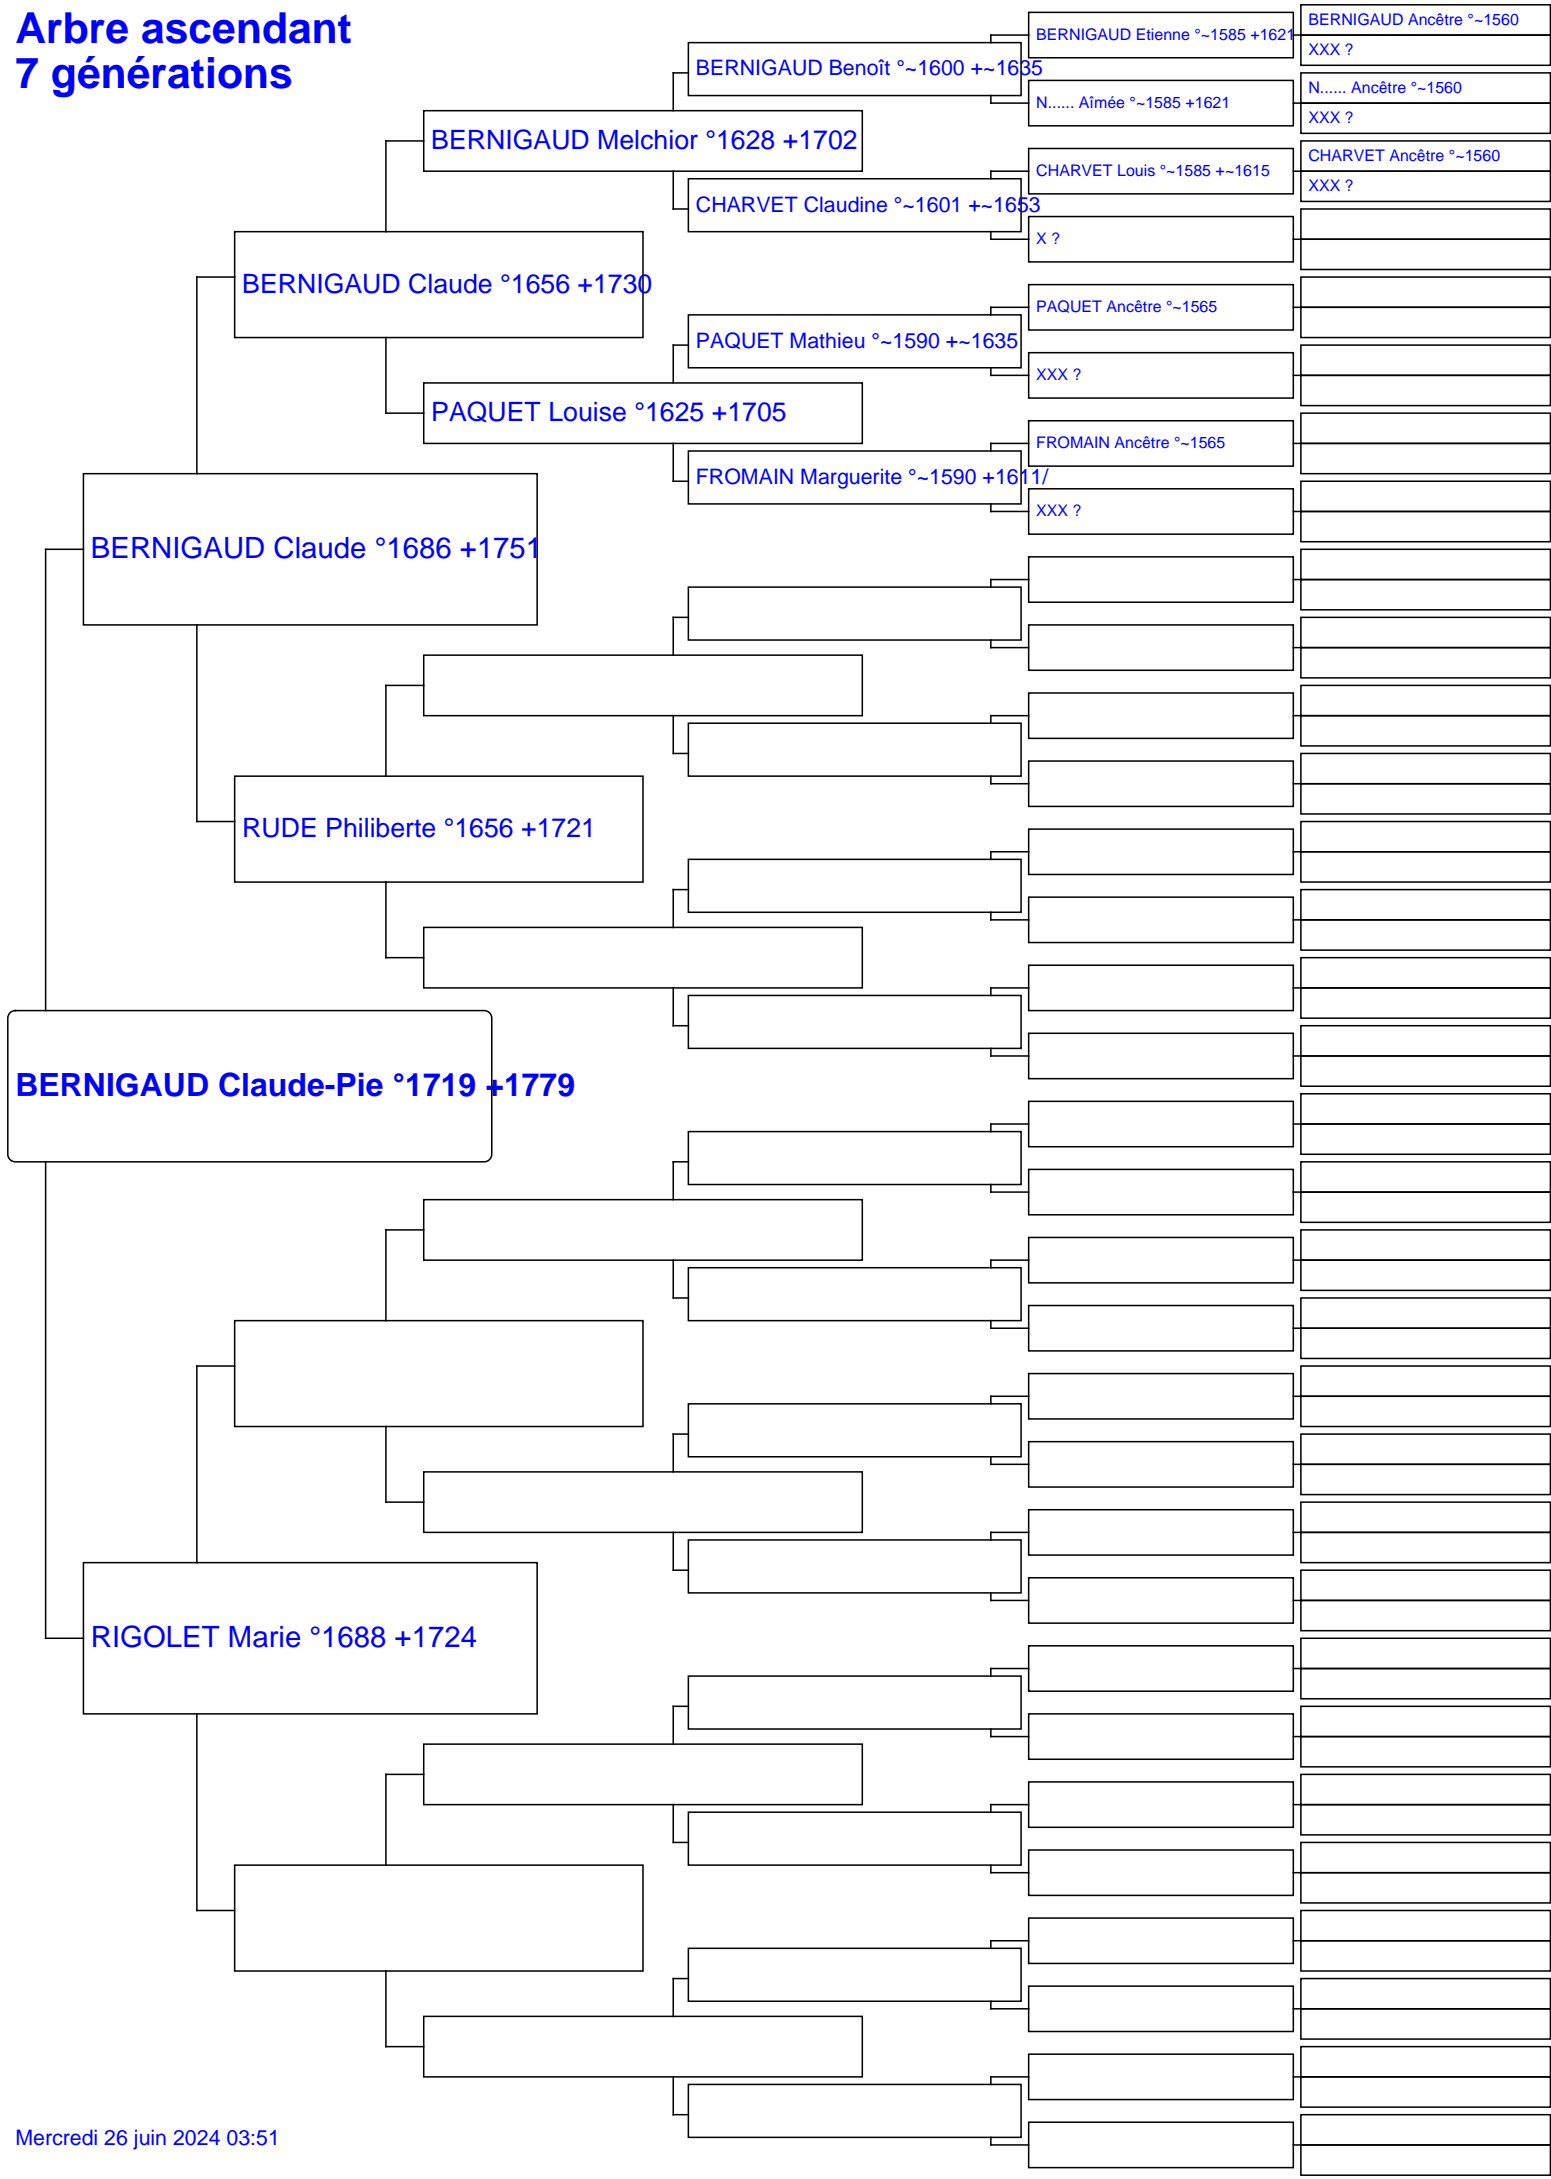 Arbre ascendant
7 générations
BERNIGAUD Etienne °~1585 +1621
BERNIGAUD Ancêtre °~1560
XXX ?
BERNIGAUD Benoît °~1600 +~1635
N...... Aîmée °~1585 +1621
N...... Ancêtre °~1560
XXX ?
BERNIGAUD Melchior °1628 +1702
CHARVET Louis °~1585 +~1615
CHARVET Ancêtre °~1560
XXX ?
CHARVET Claudine °~1601 +~1653
X ?
BERNIGAUD Claude °1656 +1730
PAQUET Ancêtre °~1565
PAQUET Mathieu °~1590 +~1635
XXX ?
PAQUET Louise °1625 +1705
FROMAIN Ancêtre °~1565
FROMAIN Marguerite °~1590 +1611/
XXX ?
BERNIGAUD Claude °1686 +1751
RUDE Philiberte °1656 +1721
BERNIGAUD Claude-Pie °1719 +1779
RIGOLET Marie °1688 +1724
Mercredi 26 juin 2024 03:51